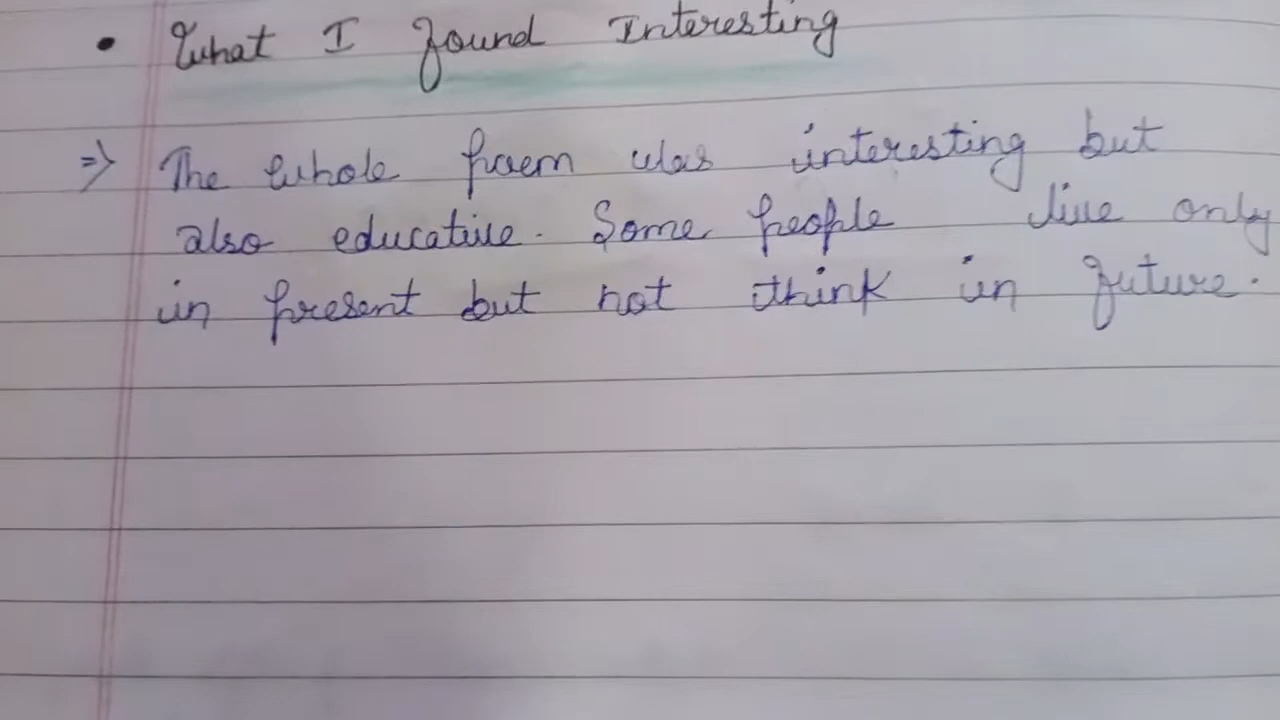 • What I found Interesting
⇒ The whole poem was interesting but
also educative. Some people live only
in present but not think in future.